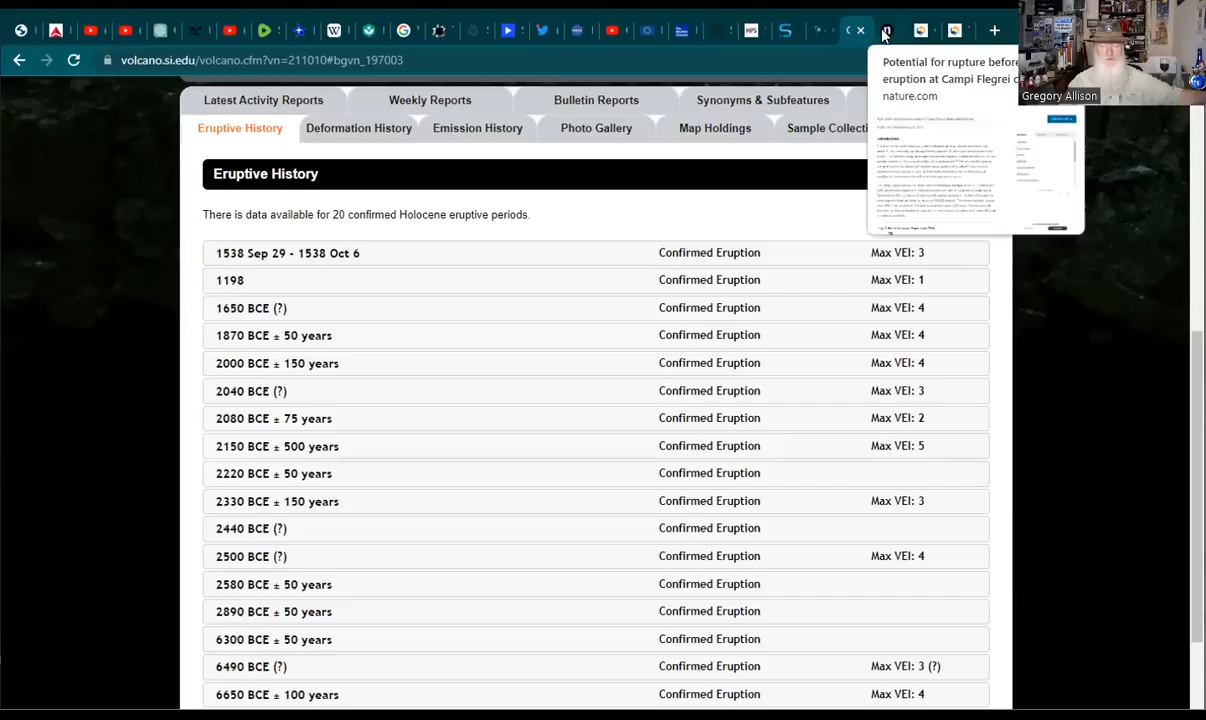 volcano.si.edu/volcano.cfm?vn=211010#bgvn_197003
Potential for rupture before
eruption at Campi Flegrei c
nature.com
Gregory Allison
Latest Activity Reports
Weekly Reports
Bulletin Reports
Synonyms & Subfeatures
Eruptive History
Deformation History
Emission History
Photo Gallery
Map Holdings
Sample Collecti
Eruptive History
There is data available for 20 confirmed Holocene eruptive periods.
1538 Sep 29 - 1538 Oct 6 Confirmed Eruption Max VEI: 3
1198 Confirmed Eruption Max VEI: 1
1650 BCE (?) Confirmed Eruption Max VEI: 4
1870 BCE ± 50 years Confirmed Eruption Max VEI: 4
2000 BCE ± 150 years Confirmed Eruption Max VEI: 4
2040 BCE (?) Confirmed Eruption Max VEI: 3
2080 BCE ± 75 years Confirmed Eruption Max VEI: 2
2150 BCE ± 500 years Confirmed Eruption Max VEI: 5
2220 BCE ± 50 years Confirmed Eruption
2330 BCE ± 150 years Confirmed Eruption Max VEI: 3
2440 BCE (?) Confirmed Eruption
2500 BCE (?) Confirmed Eruption Max VEI: 4
2580 BCE ± 50 years Confirmed Eruption
2890 BCE ± 50 years Confirmed Eruption
6300 BCE ± 50 years Confirmed Eruption
6490 BCE (?) Confirmed Eruption Max VEI: 3 (?)
6650 BCE ± 100 years Confirmed Eruption Max VEI: 4